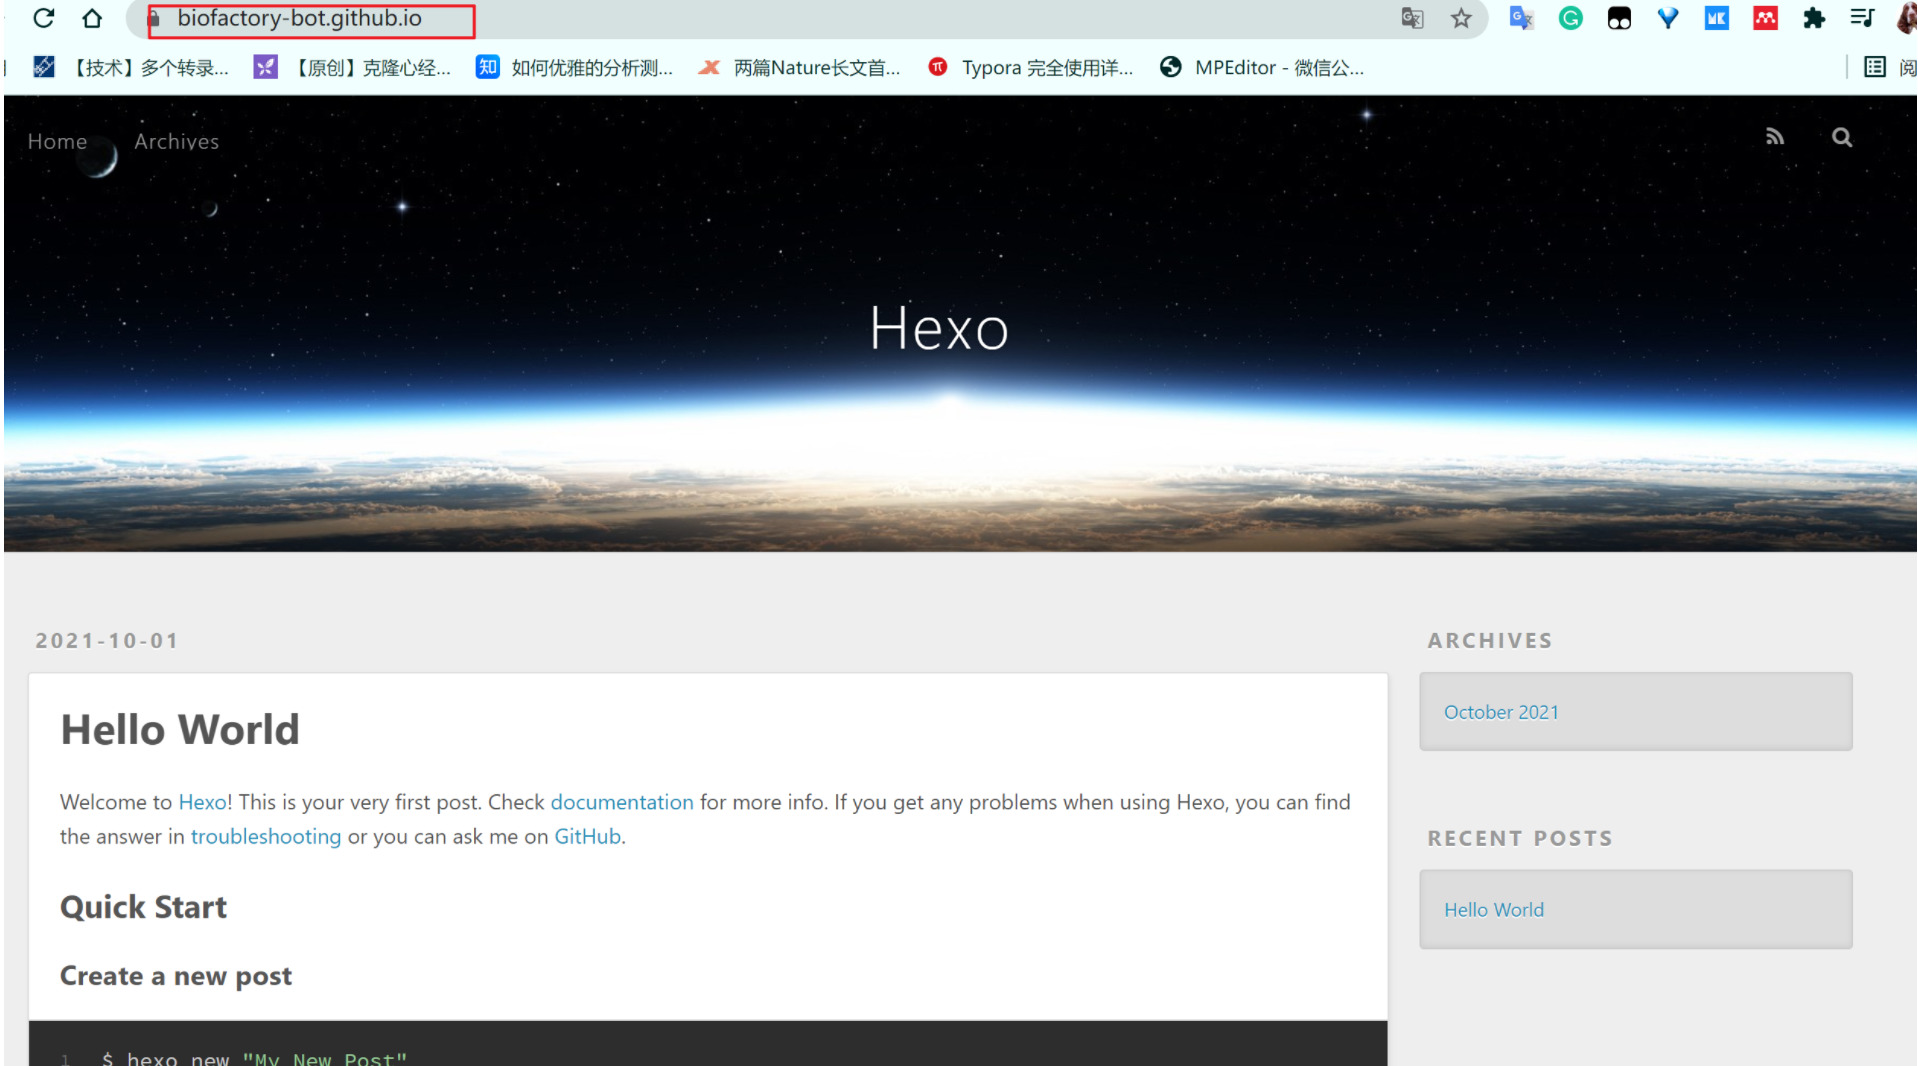 biofactory-bot.github.io
【技术】多个转录... 【原创】克隆心经... 知 如何优雅的分析测... 两篇Nature长文首... Typora 完全使用详... MPEditor - 微信公... 阅
Home Archives
Hexo
2021-10-01
ARCHIVES
Hello World
October 2021
Welcome to Hexo! This is your very first post. Check documentation for more info. If you get any problems when using Hexo, you can find
the answer in troubleshooting or you can ask me on GitHub.
RECENT POSTS
Quick Start
Hello World
Create a new post
1 $ hexo new "My New Post"